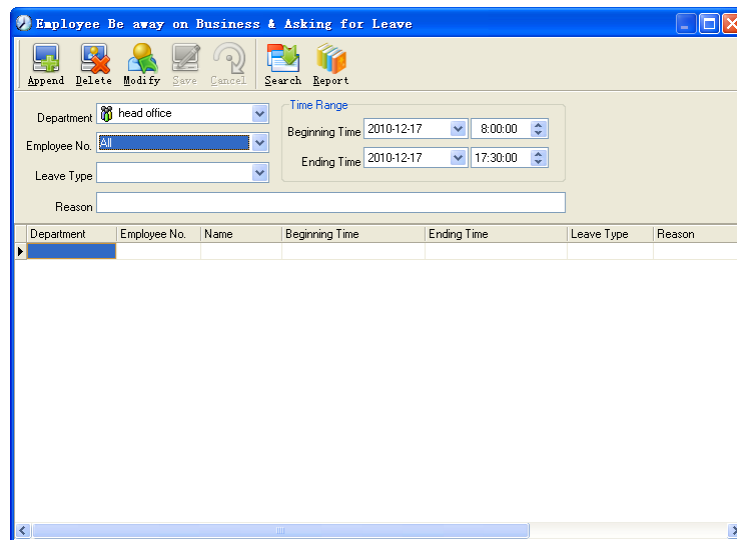 Employee Be away on Business & Asking for Leave
Append Delete Modify Save Cancel Search Report
Department head office
Employee No. All
Leave Type
Reason
Time Range
Beginning Time 2010-12-17 8:00:00
Ending Time 2010-12-17 17:30:00
Department Employee No. Name Beginning Time Ending Time Leave Type Reason